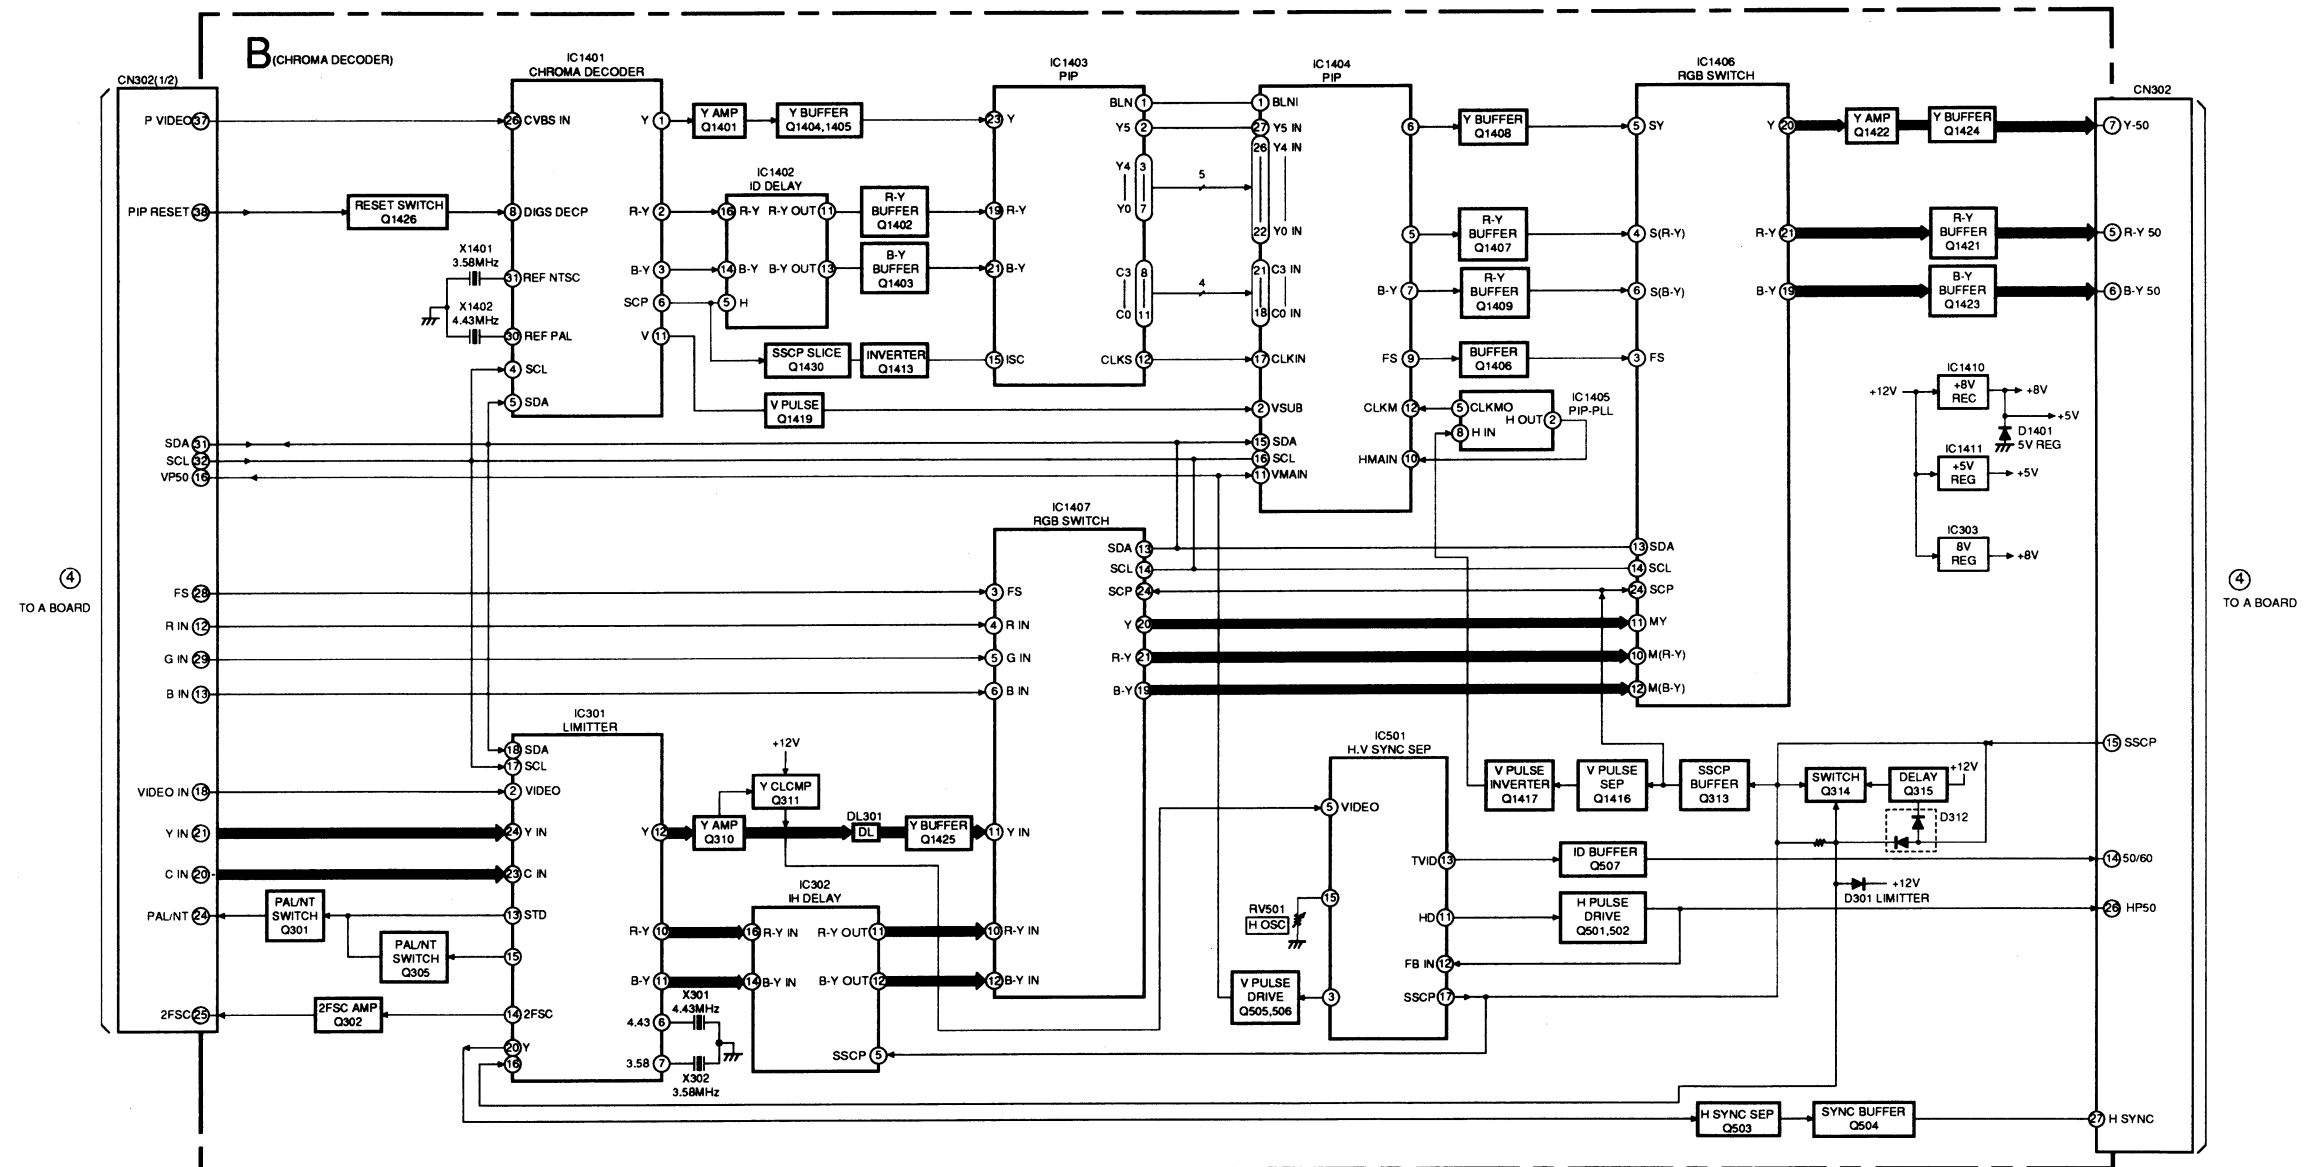 B (CHROMA DECODER)
CN302(1/2)
37 P VIDEO
38 PIP RESET
SDA 31
SCL 32
VP50 16
FS 28
R IN 12
G IN 29
B IN 13
VIDEO IN 18
Y IN 21
C IN 20
PAL/NT 24
2FSC 25
4
TO A BOARD
RESET SWITCH
Q1426
X1401
3.58MHz
X1402
4.43MHz
IC1401
CHROMA DECODER
26 CVBS IN
8 DIGS DECP
31 REF NTSC
30 REF PAL
4 SCL
5 SDA
Y 1
R-Y 2
B-Y 3
SCP 6
V 11
Y AMP
Q1401
Y BUFFER
Q1404,1405
IC1402
ID DELAY
16 R-Y R-Y OUT 11
14 B-Y B-Y OUT 13
5 H
R-Y
BUFFER
Q1402
B-Y
BUFFER
Q1403
SSCP SLICE
Q1430
INVERTER
Q1413
V PULSE
Q1419
IC1403
PIP
23 Y
19 R-Y
21 B-Y
15 ISC
BLN 1
Y5 2
Y4 3
Y0 7
C3 8
C0 11
CLKS 12
5
4
IC1404
PIP
1 BLNI
27 Y5 IN
26 Y4 IN
22 Y0 IN
21 C3 IN
18 C0 IN
17 CLKIN
2 VSUB
15 SDA
16 SCL
11 VMAIN
6
5
B-Y 7
FS 9
CLKM 12
HMAIN 10
Y BUFFER
Q1408
R-Y
BUFFER
Q1407
R-Y
BUFFER
Q1409
BUFFER
Q1406
IC1405
PIP-PLL
5 CLKMO
8 H IN
H OUT 2
IC1406
RGB SWITCH
5 SY
4 S(R-Y)
6 S(B-Y)
3 FS
13 SDA
14 SCL
24 SCP
11 MY
10 M(R-Y)
12 M(B-Y)
Y 20
R-Y 21
B-Y 19
Y AMP
Q1422
Y BUFFER
Q1424
R-Y
BUFFER
Q1421
B-Y
BUFFER
Q1423
CN302
7 Y-50
5 R-Y 50
6 B-Y 50
15 SSCP
14 50/60
26 HP50
27 H SYNC
4
TO A BOARD
+12V
IC1410
+8V
REC
+8V
+5V
D1401
5V REG
IC1411
+5V
REG
+5V
IC303
8V
REG
+8V
IC1407
RGB SWITCH
3 FS
4 R IN
5 G IN
6 B IN
11 Y IN
10 R-Y IN
12 B-Y IN
SDA 13
SCL 14
SCP 24
Y 20
R-Y 21
B-Y 19
IC301
LIMITTER
18 SDA
17 SCL
2 VIDEO
24 Y IN
23 C IN
13 STD
15
14 2FSC
20 Y
16
Y 12
R-Y 10
B-Y 11
4.43 6
3.58 7
X301
4.43MHz
X302
3.58MHz
PAL/NT
SWITCH
Q301
PAL/NT
SWITCH
Q305
2FSC AMP
Q302
+12V
Y CLCMP
Q311
Y AMP
Q310
DL301
DL
Y BUFFER
Q1425
IC302
IH DELAY
16 R-Y IN R-Y OUT 11
14 B-Y IN B-Y OUT 12
SSCP 5
IC501
H.V SYNC SEP
5 VIDEO
15
3
TVID 13
HD 11
FB IN 12
SSCP 17
RV501
H OSC
V PULSE
DRIVE
Q505,506
V PULSE
INVERTER
Q1417
V PULSE
SEP
Q1416
SSCP
BUFFER
Q313
SWITCH
Q314
DELAY
Q315
+12V
D312
ID BUFFER
Q507
H PULSE
DRIVE
Q501,502
+12V
D301 LIMITTER
H SYNC SEP
Q503
SYNC BUFFER
Q504